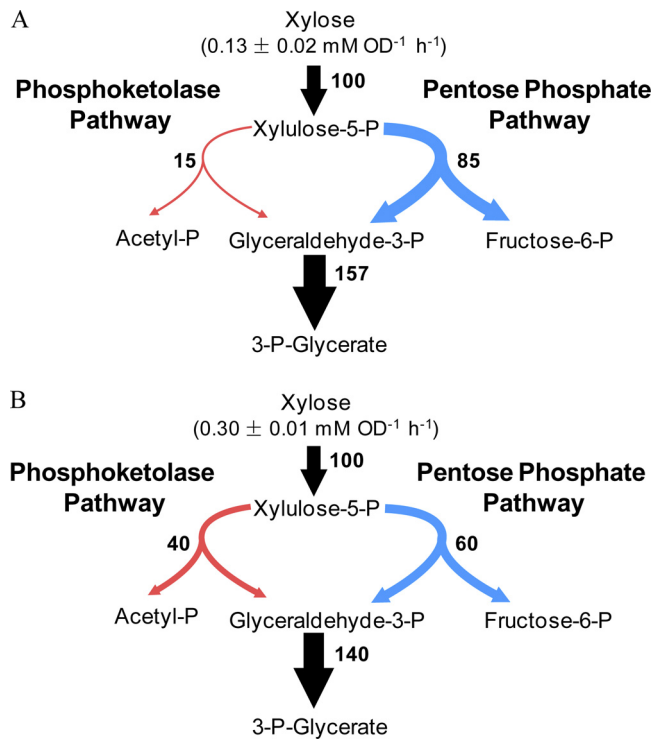 A
Xylose
(0.13 ± 0.02 mM OD⁻¹ h⁻¹)
100
Phosphoketolase
Pathway
Pentose Phosphate
Pathway
Xylulose-5-P
15
85
Acetyl-P
Glyceraldehyde-3-P
Fructose-6-P
157
3-P-Glycerate
B
Xylose
(0.30 ± 0.01 mM OD⁻¹ h⁻¹)
100
Phosphoketolase
Pathway
Pentose Phosphate
Pathway
Xylulose-5-P
40
60
Acetyl-P
Glyceraldehyde-3-P
Fructose-6-P
140
3-P-Glycerate